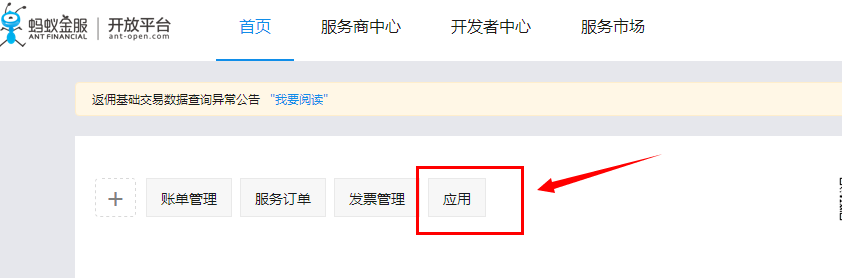 蚂蚁金服 开放平台
ANT FINANCIAL ant-open.com
首页 服务商中心 开发者中心 服务市场
返佣基础交易数据查询异常公告 "我要阅读"
+ 账单管理 服务订单 发票管理 应用